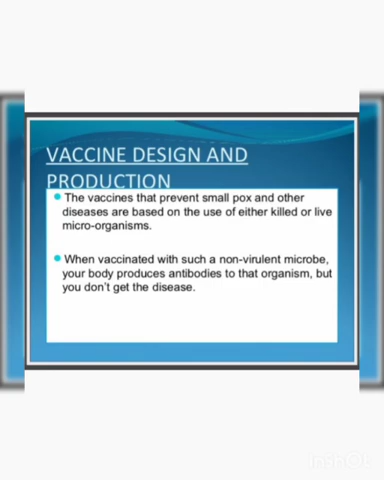 VACCINE DESIGN AND
PRODUCTION
The vaccines that prevent small pox and other
diseases are based on the use of either killed or live
micro-organisms.
When vaccinated with such a non-virulent microbe,
your body produces antibodies to that organism, but
you don't get the disease.